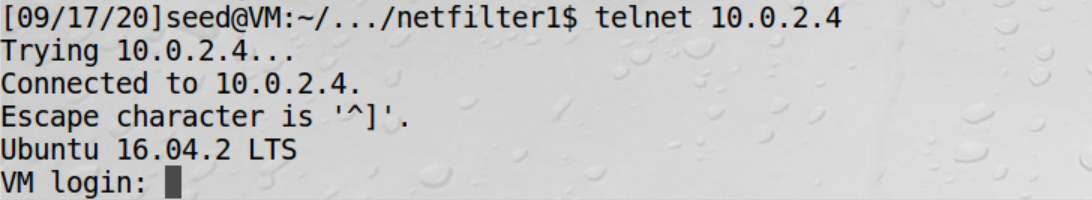 [09/17/20]seed@VM:~/.../netfilter1$ telnet 10.0.2.4
Trying 10.0.2.4...
Connected to 10.0.2.4.
Escape character is '^]'.
Ubuntu 16.04.2 LTS
VM login: